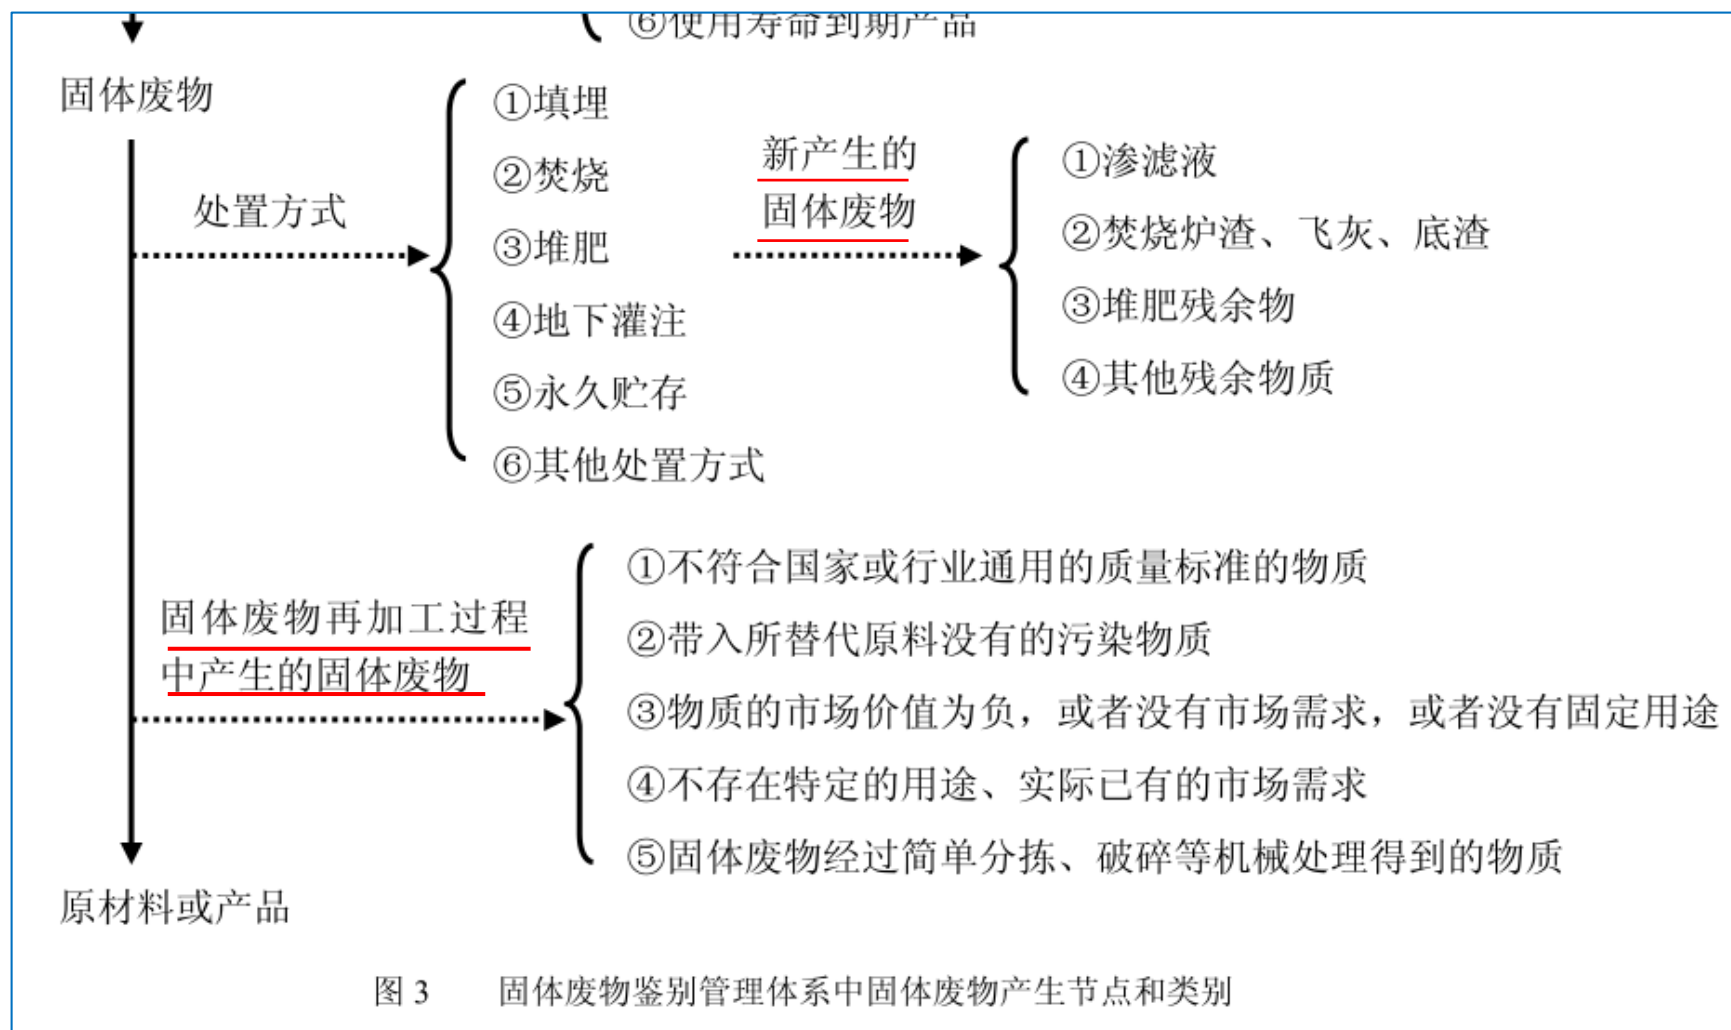 ⑥使用寿命到期产品
固体废物
①填埋
②焚烧
③堆肥
④地下灌注
⑤永久贮存
⑥其他处置方式
处置方式
新产生的
固体废物
①渗滤液
②焚烧炉渣、飞灰、底渣
③堆肥残余物
④其他残余物质
固体废物再加工过程
中产生的固体废物
①不符合国家或行业通用的质量标准的物质
②带入所替代原料没有的污染物质
③物质的市场价值为负，或者没有市场需求，或者没有固定用途
④不存在特定的用途、实际已有的市场需求
⑤固体废物经过简单分拣、破碎等机械处理得到的物质
原材料或产品
图 3 固体废物鉴别管理体系中固体废物产生节点和类别